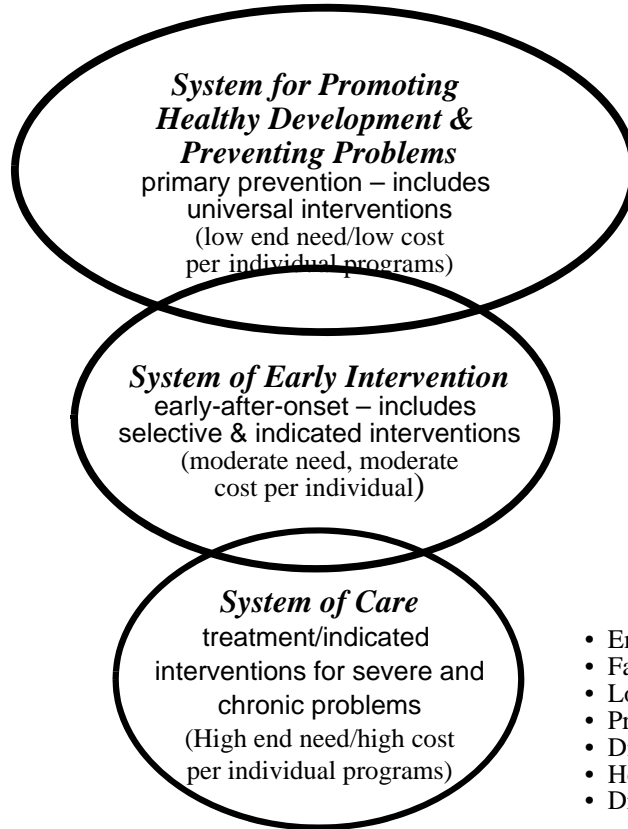 System for Promoting
Healthy Development &
Preventing Problems
primary prevention – includes
universal interventions
(low end need/low cost
per individual programs)
System of Early Intervention
early-after-onset – includes
selective & indicated interventions
(moderate need, moderate
cost per individual)
System of Care
treatment/indicated
interventions for severe and
chronic problems
(High end need/high cost
per individual programs)